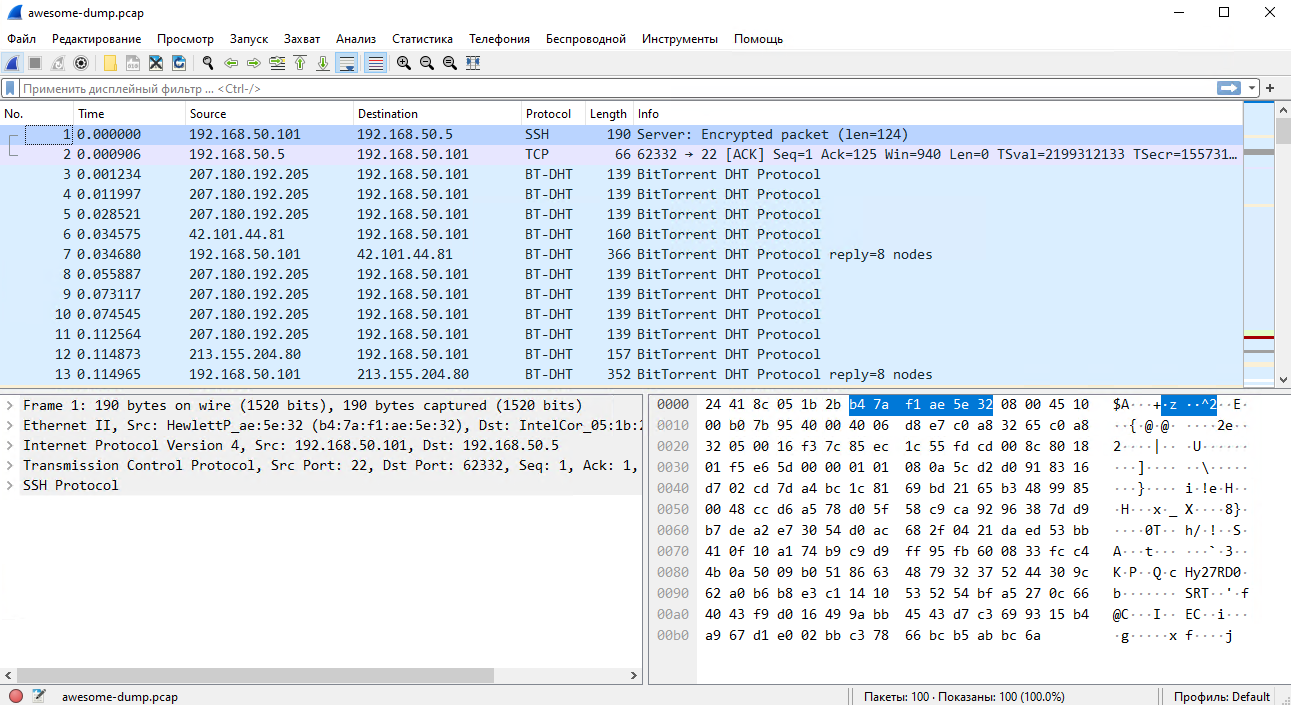 awesome-dump.pcap
Файл Редактирование Просмотр Запуск Захват Анализ Статистика Телефония Беспроводной Инструменты Помощь
Применить дисплейный фильтр ... <Ctrl-/>
No. Time Source Destination Protocol Length Info
1 0.000000 192.168.50.101 192.168.50.5 SSH 190 Server: Encrypted packet (len=124)
2 0.000906 192.168.50.5 192.168.50.101 TCP 66 62332 → 22 [ACK] Seq=1 Ack=125 Win=940 Len=0 TSval=2199312133 TSecr=155731…
3 0.001234 207.180.192.205 192.168.50.101 BT-DHT 139 BitTorrent DHT Protocol
4 0.011997 207.180.192.205 192.168.50.101 BT-DHT 139 BitTorrent DHT Protocol
5 0.028521 207.180.192.205 192.168.50.101 BT-DHT 139 BitTorrent DHT Protocol
6 0.034575 42.101.44.81 192.168.50.101 BT-DHT 160 BitTorrent DHT Protocol
7 0.034680 192.168.50.101 42.101.44.81 BT-DHT 366 BitTorrent DHT Protocol reply=8 nodes
8 0.055887 207.180.192.205 192.168.50.101 BT-DHT 139 BitTorrent DHT Protocol
9 0.073117 207.180.192.205 192.168.50.101 BT-DHT 139 BitTorrent DHT Protocol
10 0.074545 207.180.192.205 192.168.50.101 BT-DHT 139 BitTorrent DHT Protocol
11 0.112564 207.180.192.205 192.168.50.101 BT-DHT 139 BitTorrent DHT Protocol
12 0.114873 213.155.204.80 192.168.50.101 BT-DHT 157 BitTorrent DHT Protocol
13 0.114965 192.168.50.101 213.155.204.80 BT-DHT 352 BitTorrent DHT Protocol reply=8 nodes
Frame 1: 190 bytes on wire (1520 bits), 190 bytes captured (1520 bits)
Ethernet II, Src: HewlettP_ae:5e:32 (b4:7a:f1:ae:5e:32), Dst: IntelCor_05:1b:2
Internet Protocol Version 4, Src: 192.168.50.101, Dst: 192.168.50.5
Transmission Control Protocol, Src Port: 22, Dst Port: 62332, Seq: 1, Ack: 1,
SSH Protocol
0000 24 41 8c 05 1b 2b b4 7a f1 ae 5e 32 08 00 45 10 $A···+·z ··^2··E·
0010 00 b0 7b 95 40 00 40 06 d8 e7 c0 a8 32 65 c0 a8 ··{·@·@· ····2e··
0020 32 05 00 16 f3 7c 85 ec 1c 55 fd cd 00 8c 80 18 2····|·· ·U······
0030 01 f5 e6 5d 00 00 01 01 08 0a 5c d2 d0 91 83 16 ···]···· ··\·····
0040 d7 02 cd 7d a4 bc 1c 81 69 bd 21 65 b3 48 99 85 ···}···· i·!e·H··
0050 00 48 cc d6 a5 78 d0 5f 58 c9 ca 92 96 38 7d d9 ·H···x·_ X····8}·
0060 b7 de a2 e7 30 54 d0 ac 68 2f 04 21 da ed 53 bb ····0T·· h/·!··S·
0070 41 0f 10 a1 74 b9 c9 d9 ff 95 fb 60 08 33 fc c4 A···t··· ···`·3··
0080 4b 0a 50 09 b0 51 86 63 48 79 32 37 52 44 30 9c K·P··Q·c Hy27RD0·
0090 62 a0 b6 b8 e3 c1 14 10 53 52 54 bf a5 27 0c 66 b······· SRT··'·f
00a0 40 43 f9 d0 16 49 9a bb 45 43 d7 c3 69 93 15 b4 @C···I·· EC··i···
00b0 a9 67 d1 e0 02 bb c3 78 66 bc b5 ab bc 6a ·g·····x f····j
awesome-dump.pcap Пакеты: 100 · Показаны: 100 (100.0%) Профиль: Default